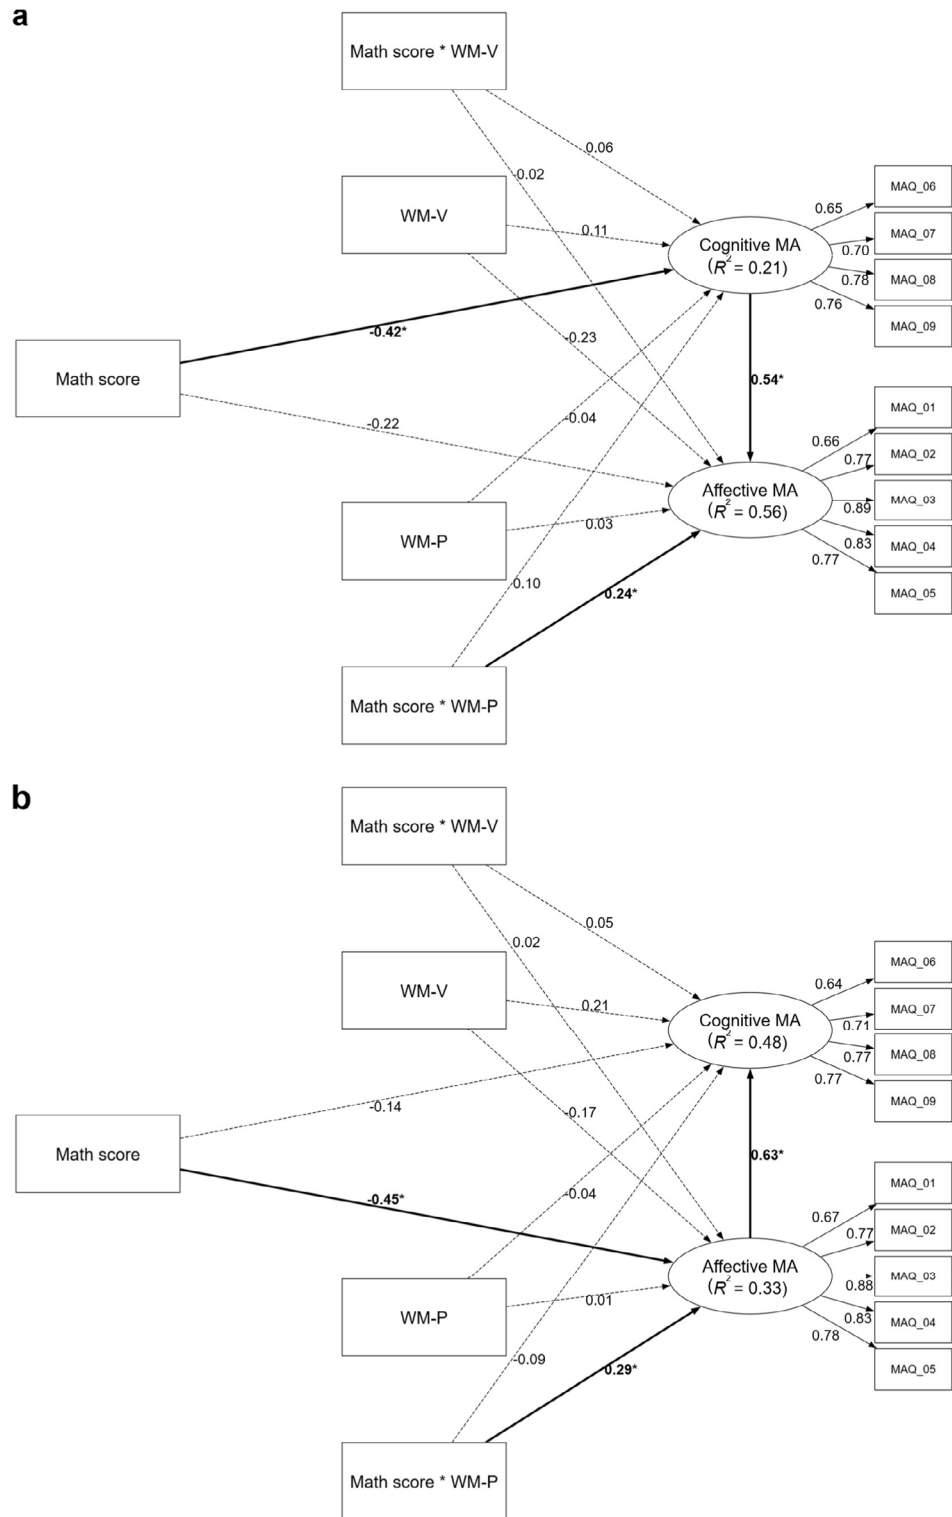 a
Math score * WM-V
0.06
-0.02
MAQ_06
0.65
WM-V
0.11
Cognitive MA
(R² = 0.21)
MAQ_07
0.70
MAQ_08
0.78
0.76
MAQ_09
-0.42*
-0.23
Math score
0.54*
-0.22
-0.04
MAQ_01
0.66
MAQ_02
0.77
Affective MA
(R² = 0.56)
MAQ_03
0.89
WM-P
0.03
MAQ_04
0.83
0.77
MAQ_05
0.10
0.24*
Math score * WM-P
b
Math score * WM-V
0.05
0.02
MAQ_06
0.64
WM-V
0.21
Cognitive MA
(R² = 0.48)
MAQ_07
0.71
MAQ_08
0.77
0.77
MAQ_09
-0.14
-0.17
Math score
0.63*
-0.45*
-0.04
MAQ_01
0.67
MAQ_02
0.77
Affective MA
(R² = 0.33)
MAQ_03
0.88
WM-P
0.01
MAQ_04
0.83
0.78
MAQ_05
-0.09
0.29*
Math score * WM-P